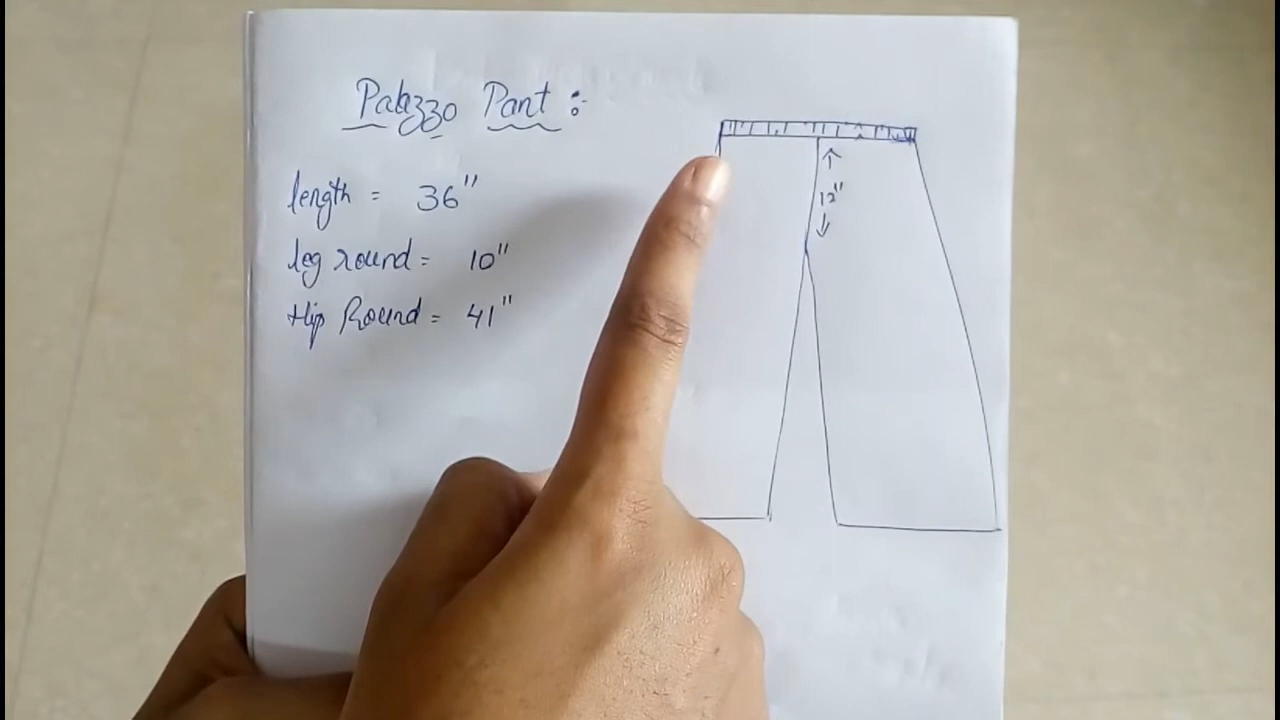 Palazzo Pant :-
length = 36"
leg round = 10"
Hip Round = 41"
12"